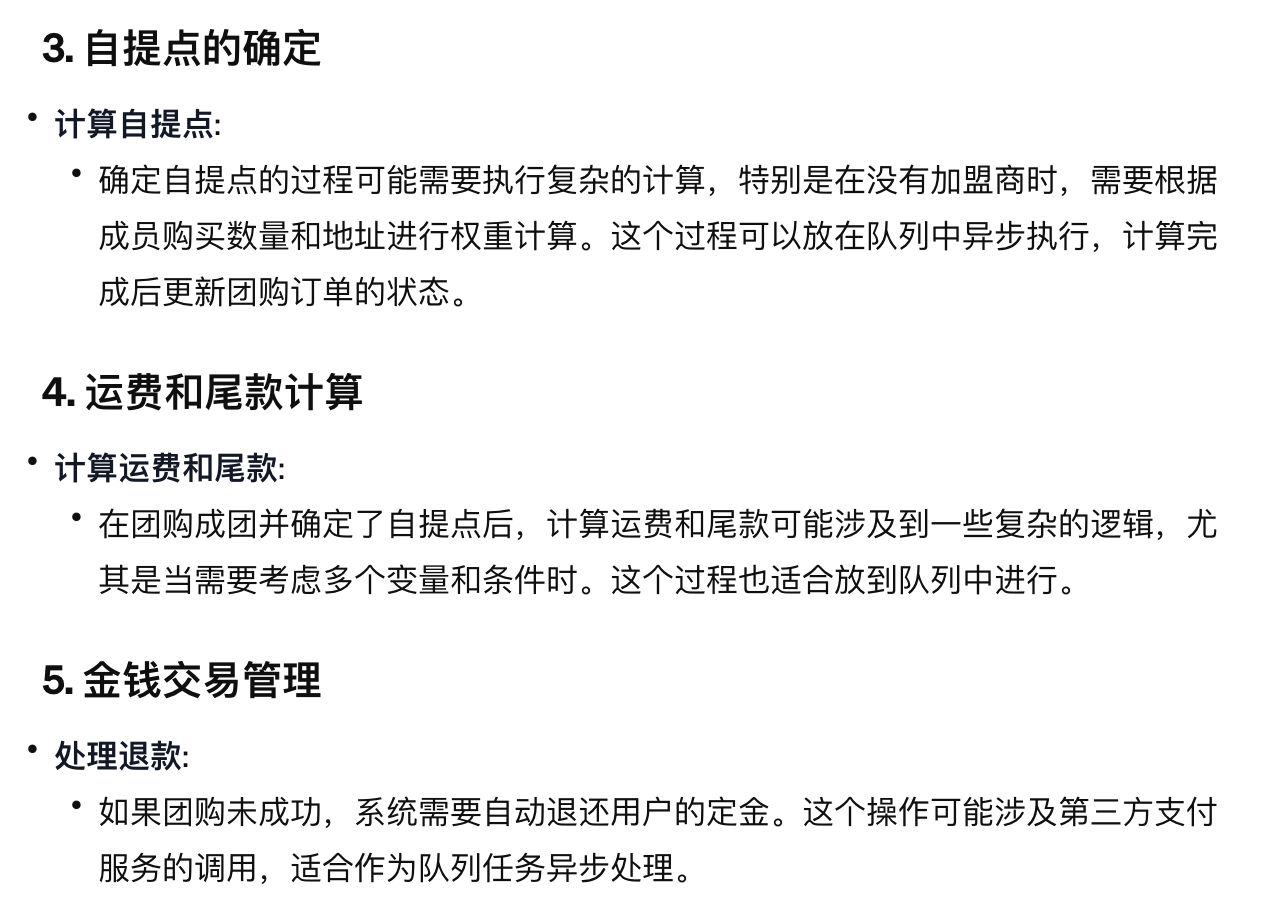 3. 自提点的确定
• 计算自提点:
• 确定自提点的过程可能需要执行复杂的计算，特别是在没有加盟商时，需要根据
成员购买数量和地址进行权重计算。这个过程可以放在队列中异步执行，计算完
成后更新团购订单的状态。
4. 运费和尾款计算
• 计算运费和尾款:
• 在团购成团并确定了自提点后，计算运费和尾款可能涉及到一些复杂的逻辑，尤
其是当需要考虑多个变量和条件时。这个过程也适合放到队列中进行。
5. 金钱交易管理
• 处理退款:
• 如果团购未成功，系统需要自动退还用户的定金。这个操作可能涉及第三方支付
服务的调用，适合作为队列任务异步处理。